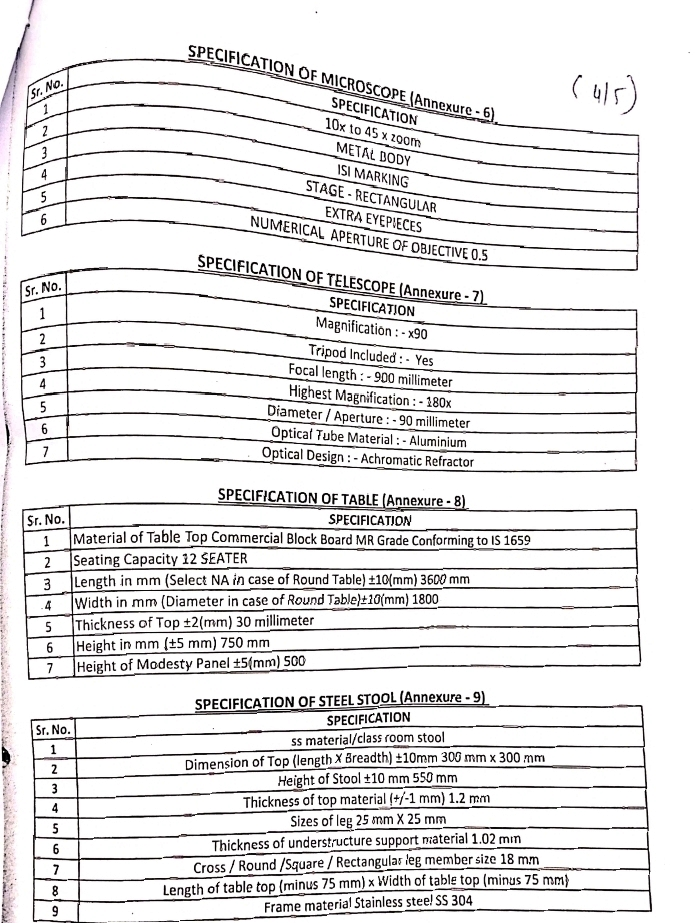 ( 4/5 )
SPECIFICATION OF MICROSCOPE (Annexure - 6)
Sr. No. SPECIFICATION
1 10x to 45 x zoom
2 METAL BODY
3 ISI MARKING
4 STAGE - RECTANGULAR
5 EXTRA EYEPIECES
6 NUMERICAL APERTURE OF OBJECTIVE 0.5
SPECIFICATION OF TELESCOPE (Annexure - 7)
Sr. No. SPECIFICATION
1 Magnification : - x90
2 Tripod Included : - Yes
3 Focal length : - 900 millimeter
4 Highest Magnification : - 180x
5 Diameter / Aperture : - 90 millimeter
6 Optical Tube Material : - Aluminium
7 Optical Design : - Achromatic Refractor
SPECIFICATION OF TABLE (Annexure - 8)
Sr. No. SPECIFICATION
1 Material of Table Top Commercial Block Board MR Grade Conforming to IS 1659
2 Seating Capacity 12 SEATER
3 Length in mm (Select NA in case of Round Table) ±10(mm) 3600 mm
4 Width in mm (Diameter in case of Round Table)±10(mm) 1800
5 Thickness of Top ±2(mm) 30 millimeter
6 Height in mm (±5 mm) 750 mm
7 Height of Modesty Panel ±5(mm) 500
SPECIFICATION OF STEEL STOOL (Annexure - 9)
Sr. No. SPECIFICATION
1 ss material/class room stool
2 Dimension of Top (length X Breadth) ±10mm 300 mm x 300 mm
3 Height of Stool ±10 mm 550 mm
4 Thickness of top material (+/-1 mm) 1.2 mm
5 Sizes of leg 25 mm X 25 mm
6 Thickness of understructure support material 1.02 mm
7 Cross / Round /Square / Rectangular leg member size 18 mm
8 Length of table top (minus 75 mm) x Width of table top (minus 75 mm)
9 Frame material Stainless steel SS 304